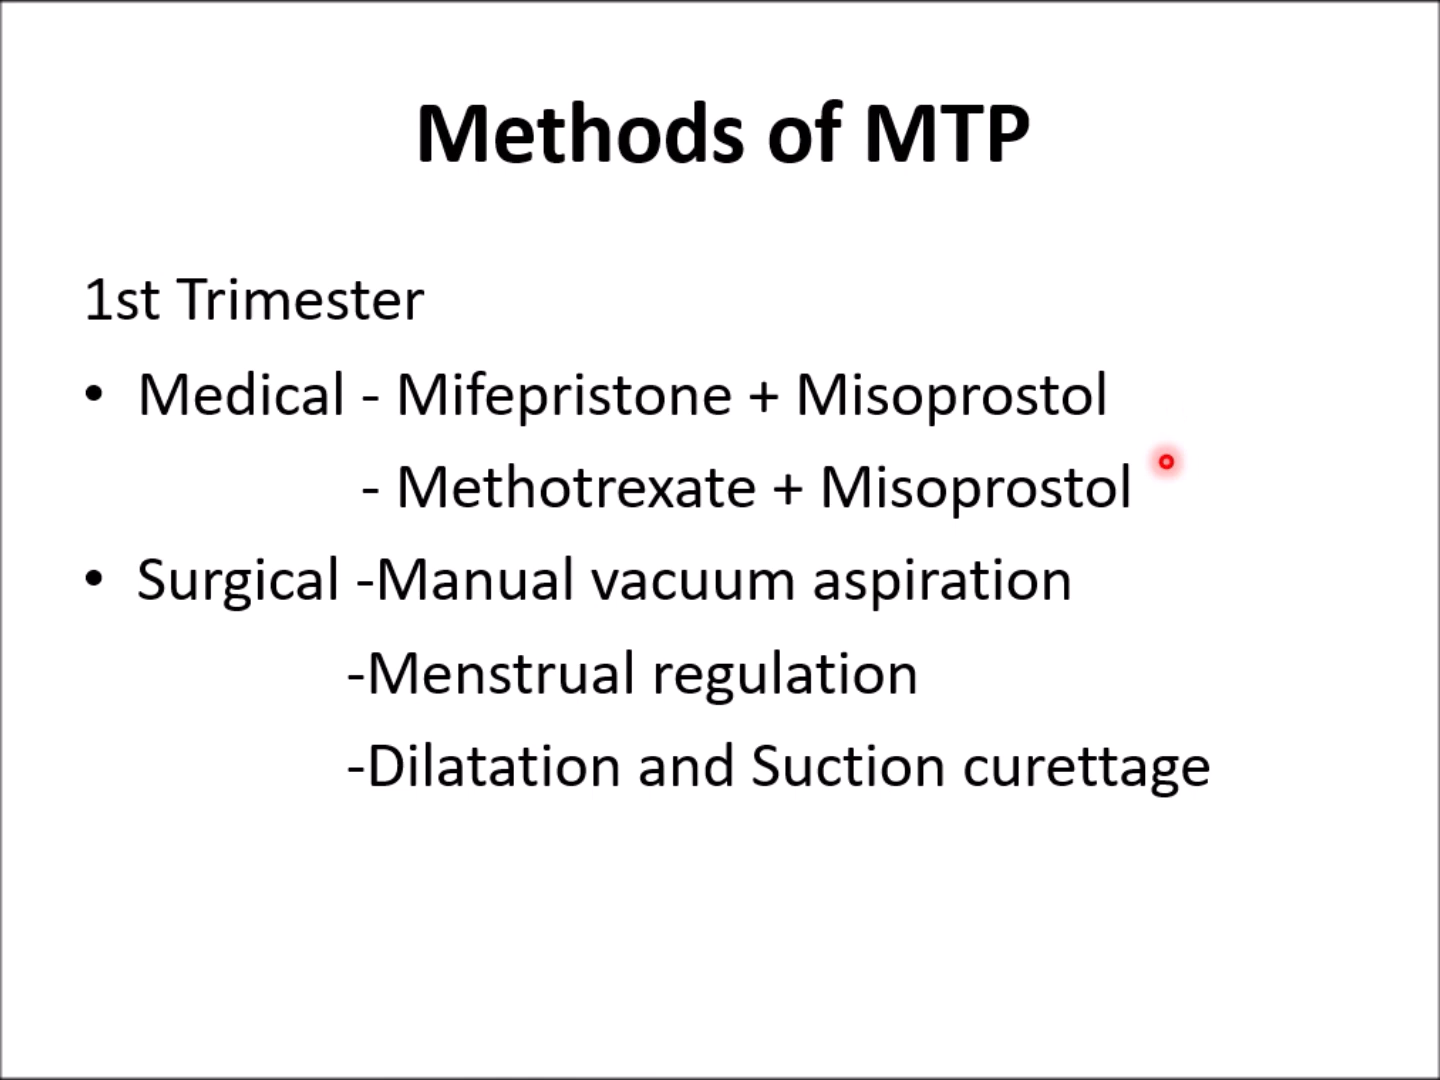 Methods of MTP
1st Trimester
• Medical - Mifepristone + Misoprostol
- Methotrexate + Misoprostol
• Surgical -Manual vacuum aspiration
-Menstrual regulation
-Dilatation and Suction curettage